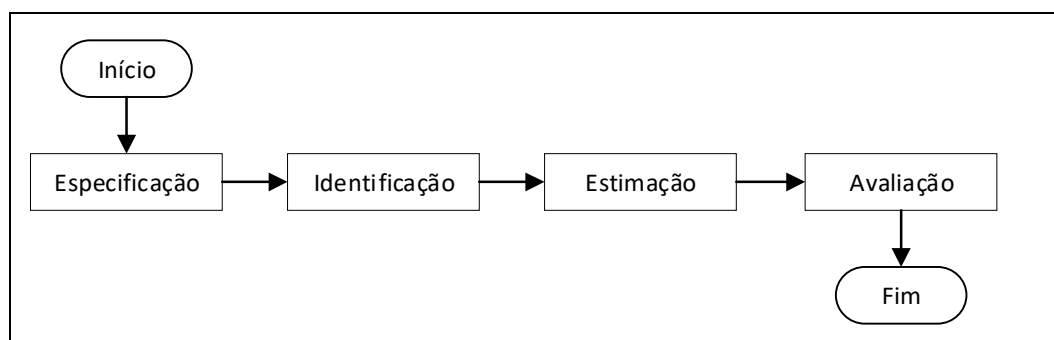 Início
Especificação
Identificação
Estimação
Avaliação
Fim